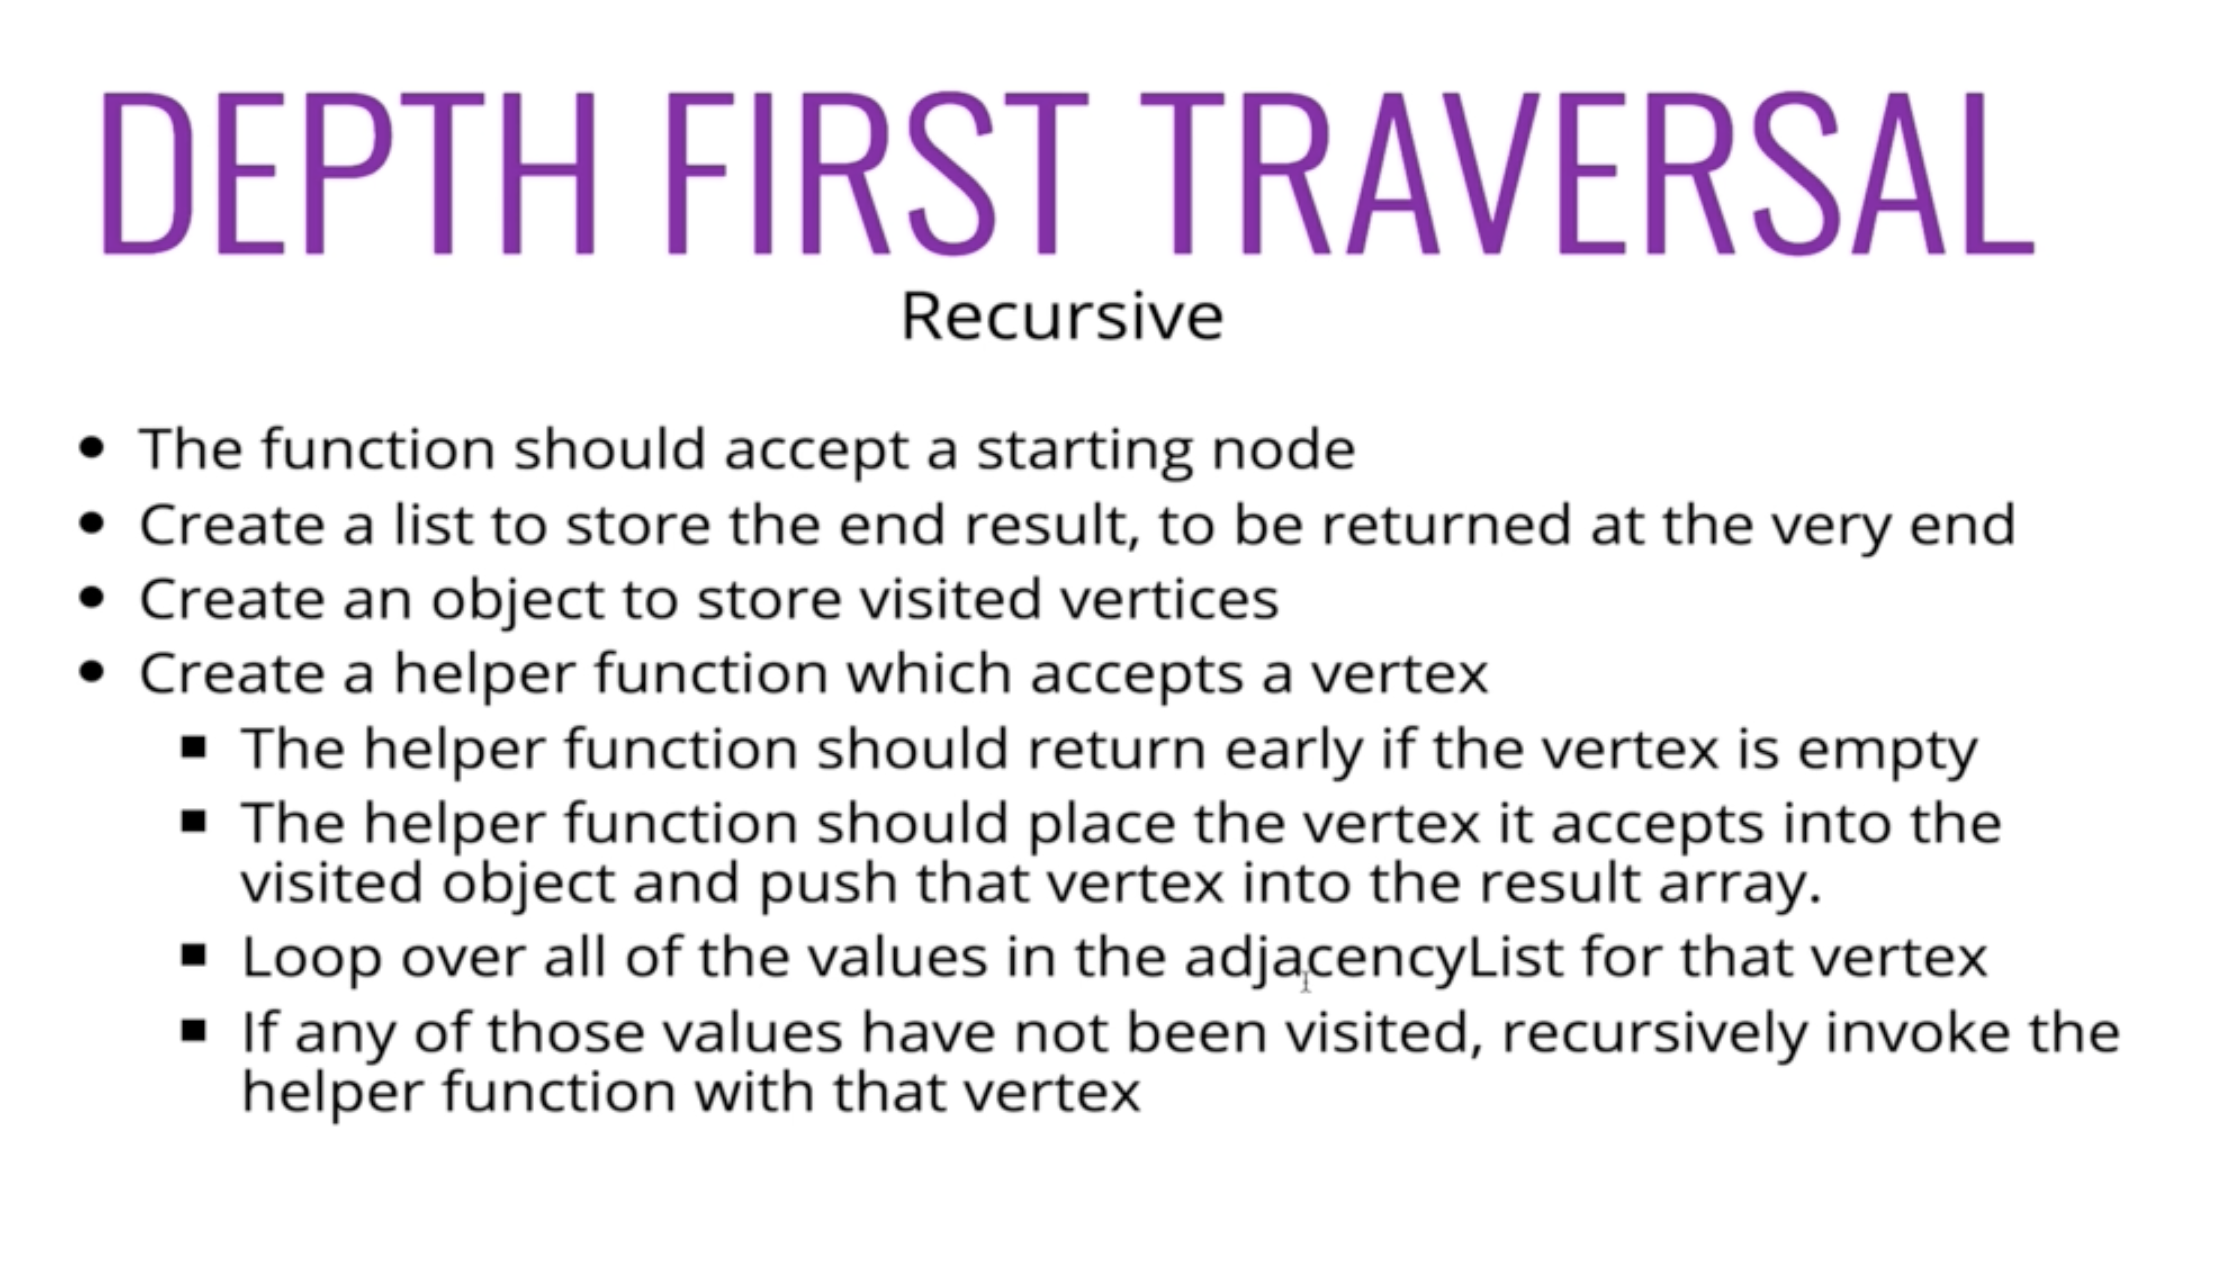 DEPTH FIRST TRAVERSAL
Recursive
• The function should accept a starting node
• Create a list to store the end result, to be returned at the very end
• Create an object to store visited vertices
• Create a helper function which accepts a vertex
▪ The helper function should return early if the vertex is empty
▪ The helper function should place the vertex it accepts into the
visited object and push that vertex into the result array.
▪ Loop over all of the values in the adjacencyList for that vertex
▪ If any of those values have not been visited, recursively invoke the
helper function with that vertex